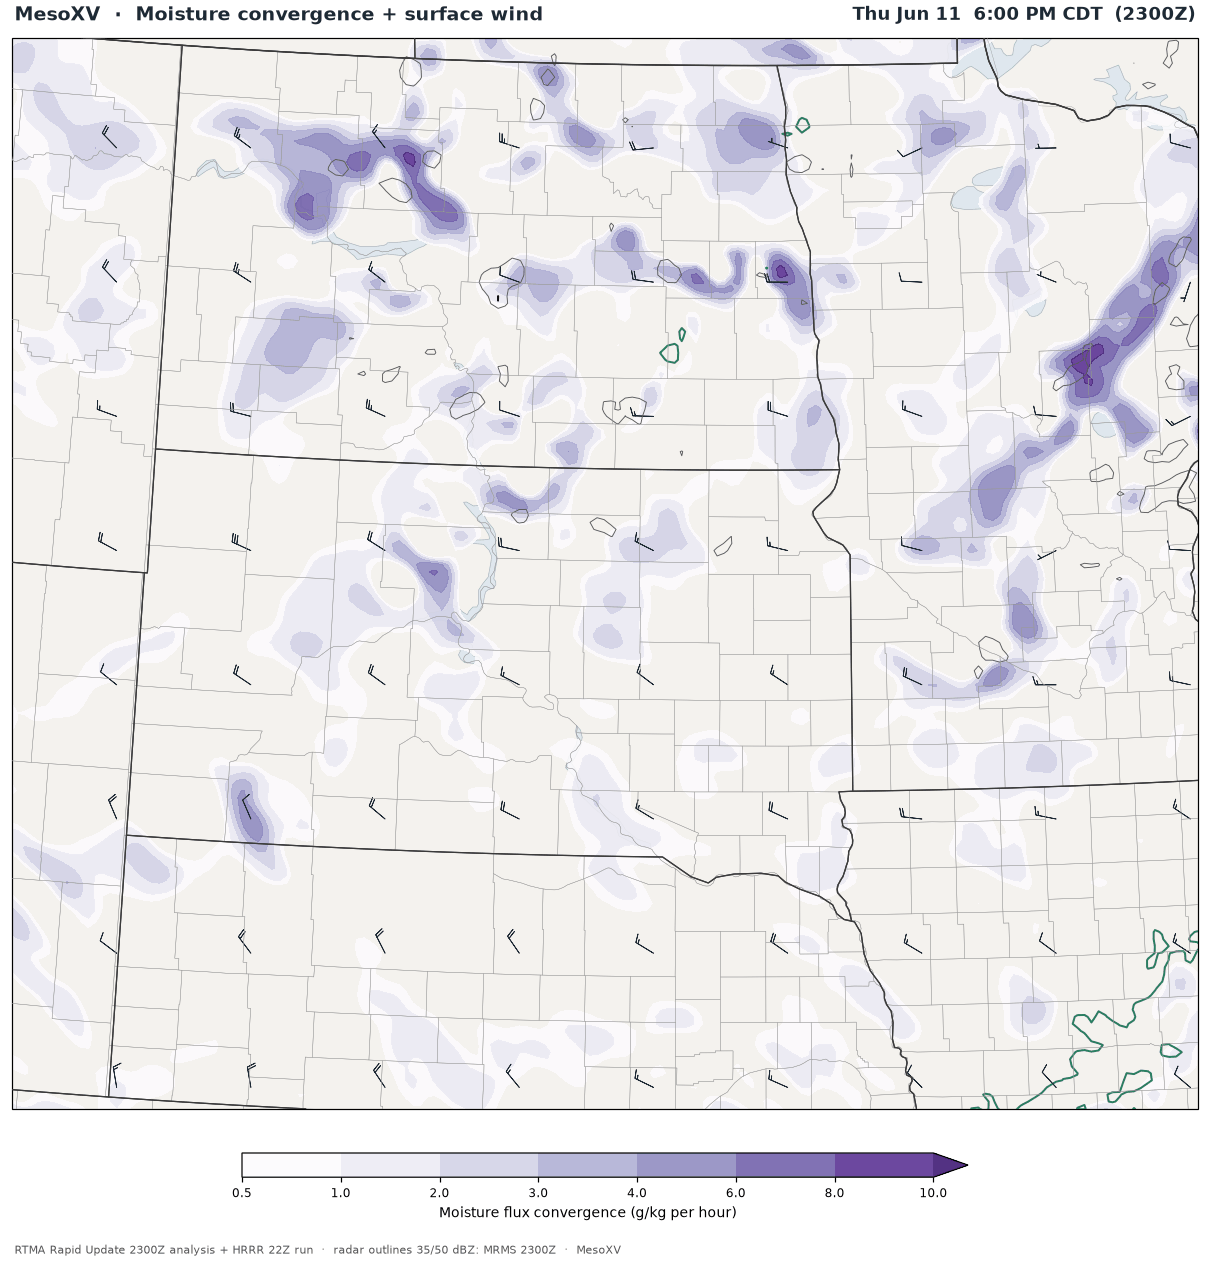 MesoXV · Moisture convergence + surface wind
Thu Jun 11 6:00 PM CDT (2300Z)
0.5 1.0 2.0 3.0 4.0 6.0 8.0 10.0
Moisture flux convergence (g/kg per hour)
RTMA Rapid Update 2300Z analysis + HRRR 22Z run · radar outlines 35/50 dBZ: MRMS 2300Z · MesoXV